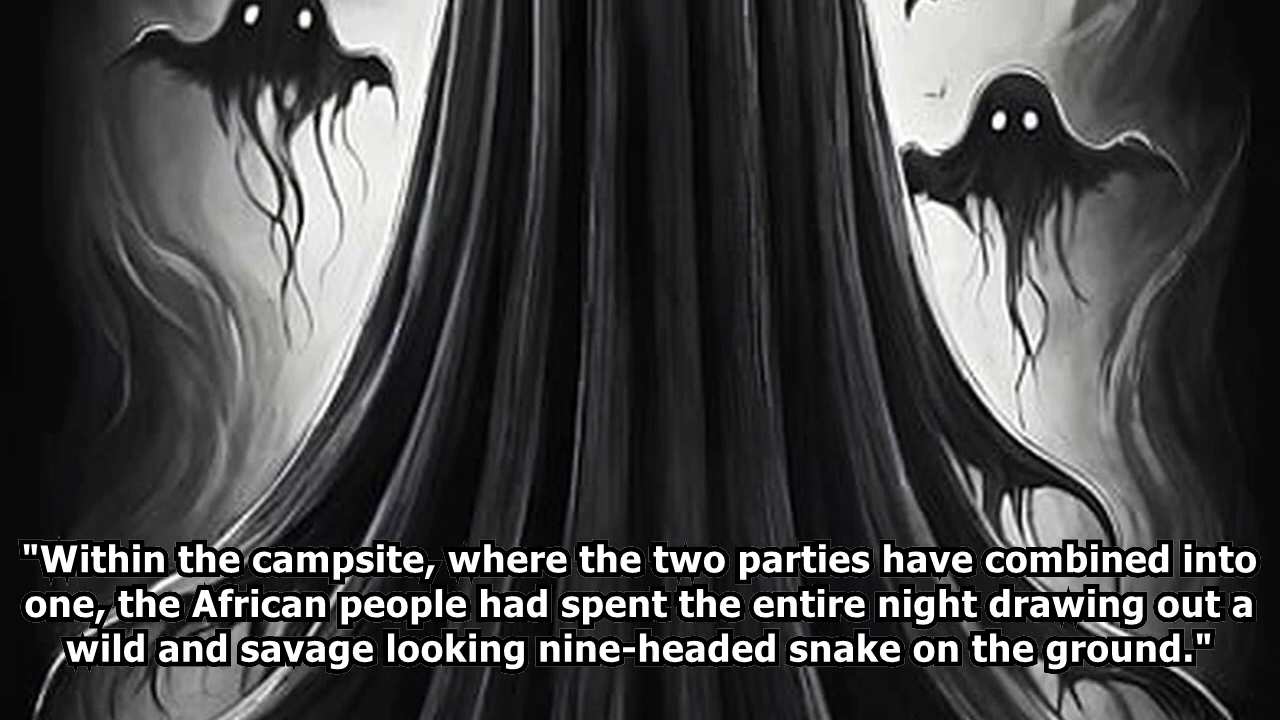 "Within the campsite, where the two parties have combined into
one, the African people had spent the entire night drawing out a
wild and savage looking nine-headed snake on the ground."